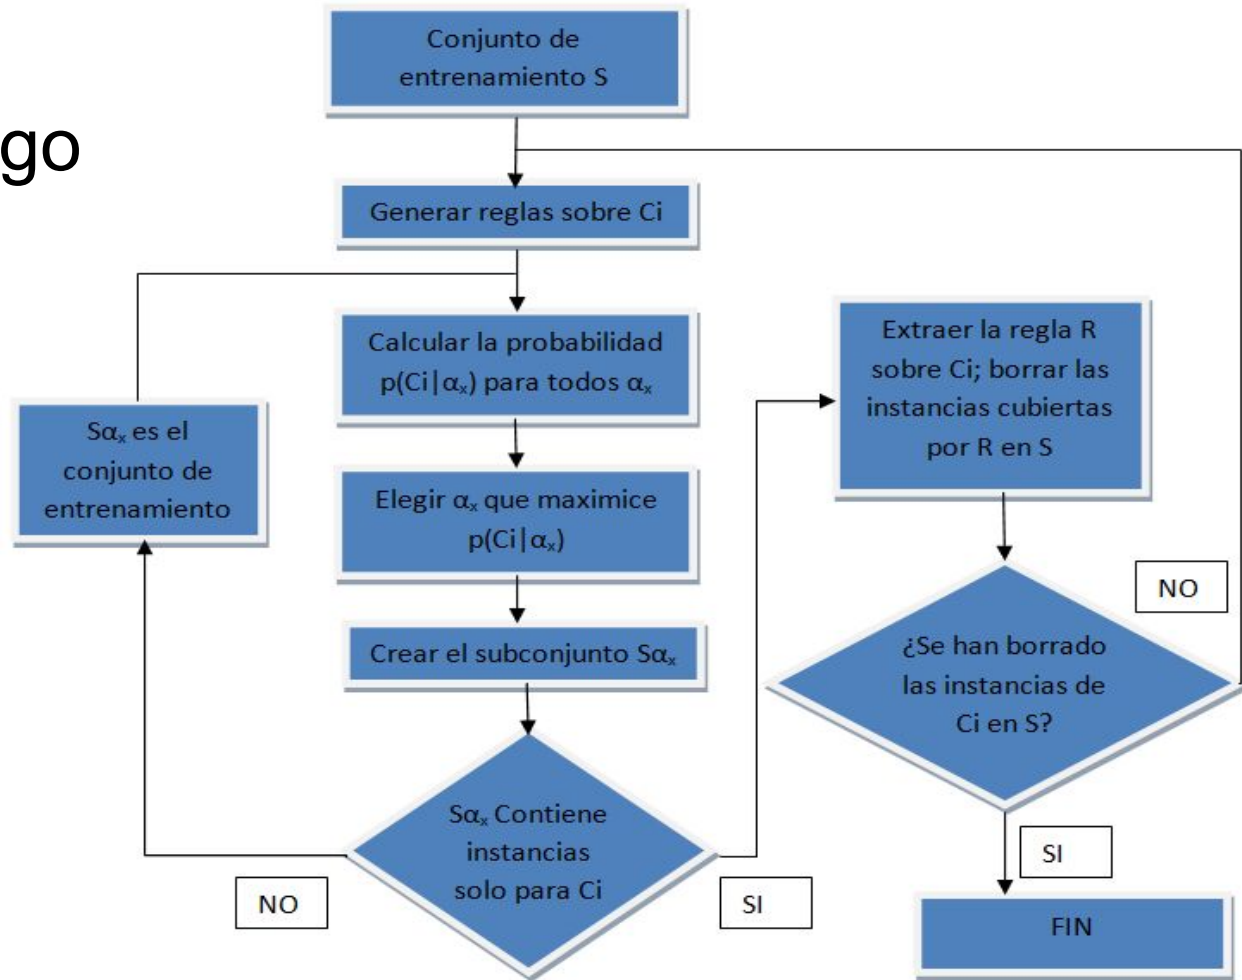 Conjunto de
entrenamiento S
go
Generar reglas sobre Ci
Calcular la probabilidad
p(Ci|αₓ) para todos αₓ
Elegir αₓ que maximice
p(Ci|αₓ)
Crear el subconjunto Sαₓ
Sαₓ Contiene
instancias
solo para Ci
NO
SI
Sαₓ es el
conjunto de
entrenamiento
Extraer la regla R
sobre Ci; borrar las
instancias cubiertas
por R en S
¿Se han borrado
las instancias de
Ci en S?
NO
SI
FIN